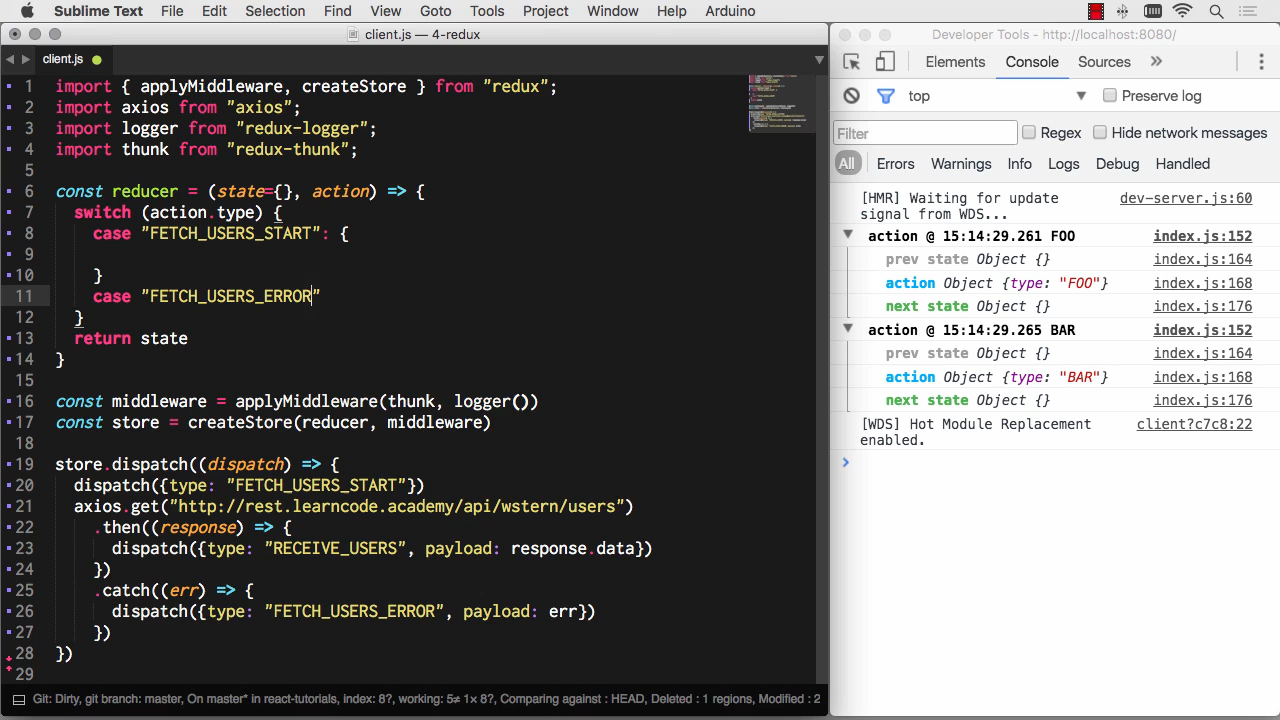 Sublime Text File Edit Selection Find View Goto Tools Project Window Help Arduino
client.js — 4-redux
client.js
1 import { applyMiddleware, createStore } from "redux";
2 import axios from "axios";
3 import logger from "redux-logger";
4 import thunk from "redux-thunk";
5
6 const reducer = (state={}, action) => {
7 switch (action.type) {
8 case "FETCH_USERS_START": {
9
10 }
11 case "FETCH_USERS_ERROR"
12 }
13 return state
14 }
15
16 const middleware = applyMiddleware(thunk, logger())
17 const store = createStore(reducer, middleware)
18
19 store.dispatch((dispatch) => {
20 dispatch({type: "FETCH_USERS_START"})
21 axios.get("http://rest.learncode.academy/api/wstern/users")
22 .then((response) => {
23 dispatch({type: "RECEIVE_USERS", payload: response.data})
24 })
25 .catch((err) => {
26 dispatch({type: "FETCH_USERS_ERROR", payload: err})
27 })
28 })
29
Git: Dirty, git branch: master, On master* in react-tutorials, index: 8?, working: 5≠ 1× 8?, Comparing against : HEAD, Deleted : 1 regions, Modified : 2
Developer Tools - http://localhost:8080/
Elements Console Sources »
top Preserve log
Filter Regex Hide network messages
All Errors Warnings Info Logs Debug Handled
[HMR] Waiting for update dev-server.js:60
signal from WDS...
action @ 15:14:29.261 FOO index.js:152
prev state Object {} index.js:164
action Object {type: "FOO"} index.js:168
next state Object {} index.js:176
action @ 15:14:29.265 BAR index.js:152
prev state Object {} index.js:164
action Object {type: "BAR"} index.js:168
next state Object {} index.js:176
[WDS] Hot Module Replacement client?c7c8:22
enabled.